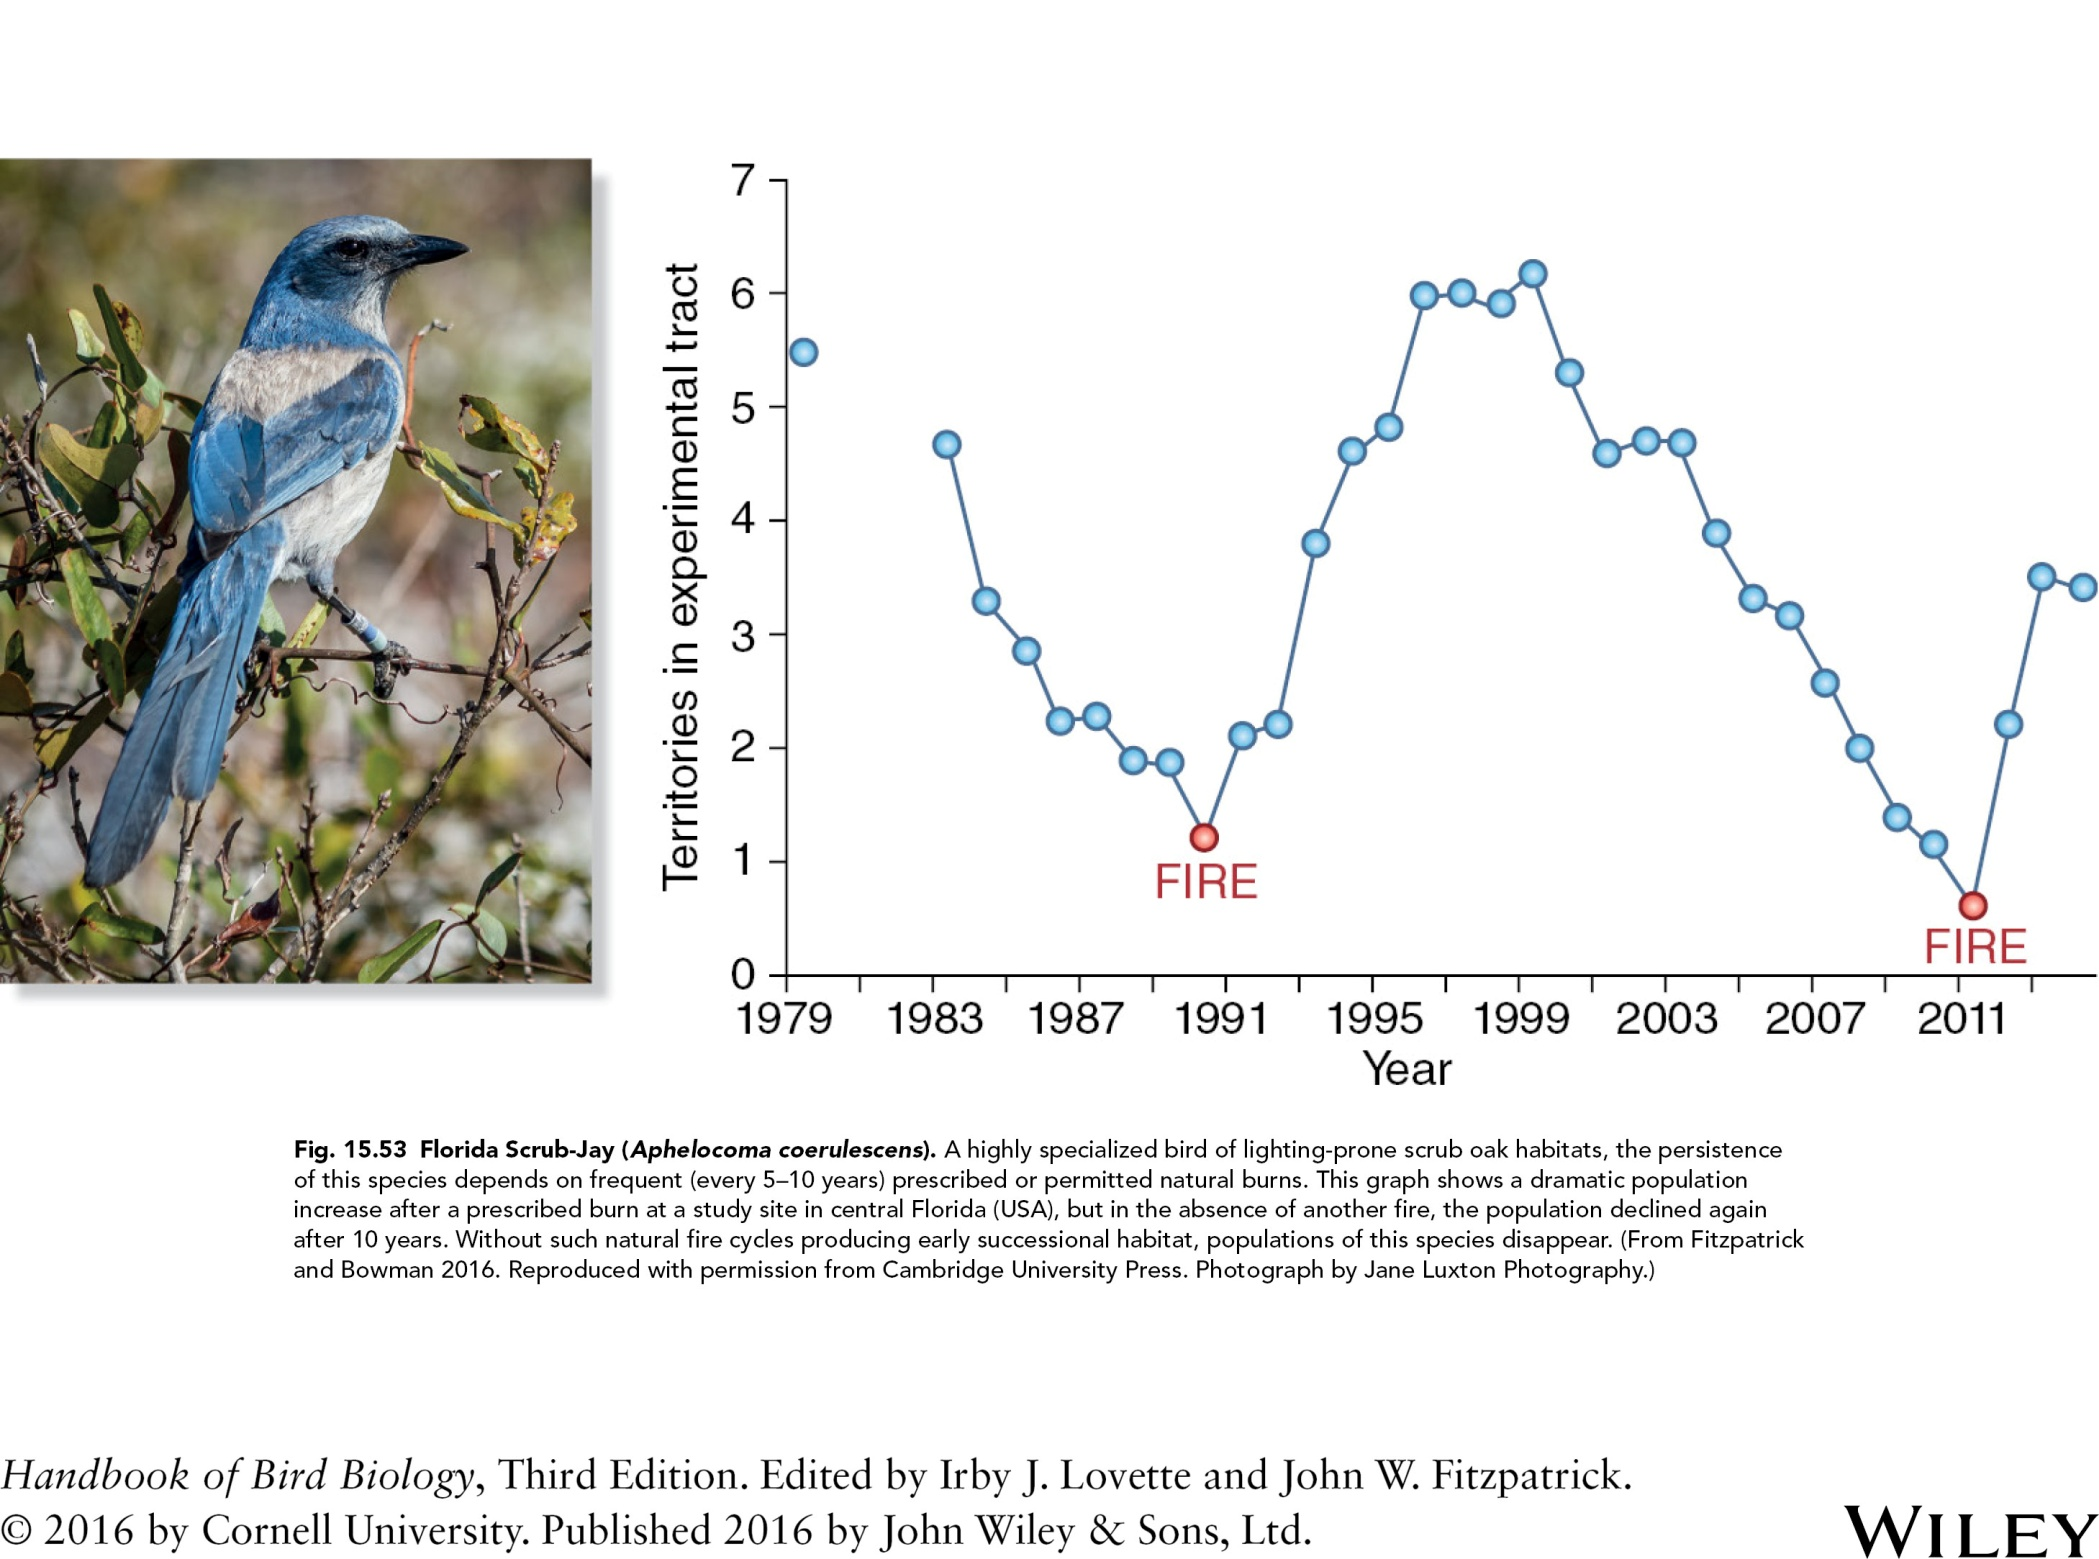 7
6
5
4
3
2
1
0
Territories in experimental tract
FIRE
FIRE
1979 1983 1987 1991 1995 1999 2003 2007 2011
Year
Fig. 15.53 Florida Scrub-Jay (Aphelocoma coerulescens). A highly specialized bird of lighting-prone scrub oak habitats, the persistence
of this species depends on frequent (every 5–10 years) prescribed or permitted natural burns. This graph shows a dramatic population
increase after a prescribed burn at a study site in central Florida (USA), but in the absence of another fire, the population declined again
after 10 years. Without such natural fire cycles producing early successional habitat, populations of this species disappear. (From Fitzpatrick
and Bowman 2016. Reproduced with permission from Cambridge University Press. Photograph by Jane Luxton Photography.)
Handbook of Bird Biology, Third Edition. Edited by Irby J. Lovette and John W. Fitzpatrick.
© 2016 by Cornell University. Published 2016 by John Wiley & Sons, Ltd.
WILEY